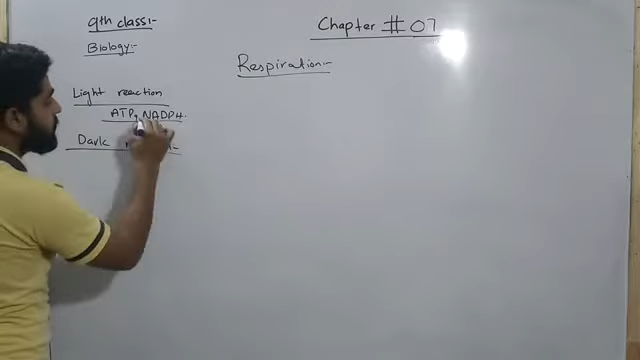 9th class:-
Chapter # 07
Biology:-
Respiration:-
Light reaction
ATP, NADPH.
Dark